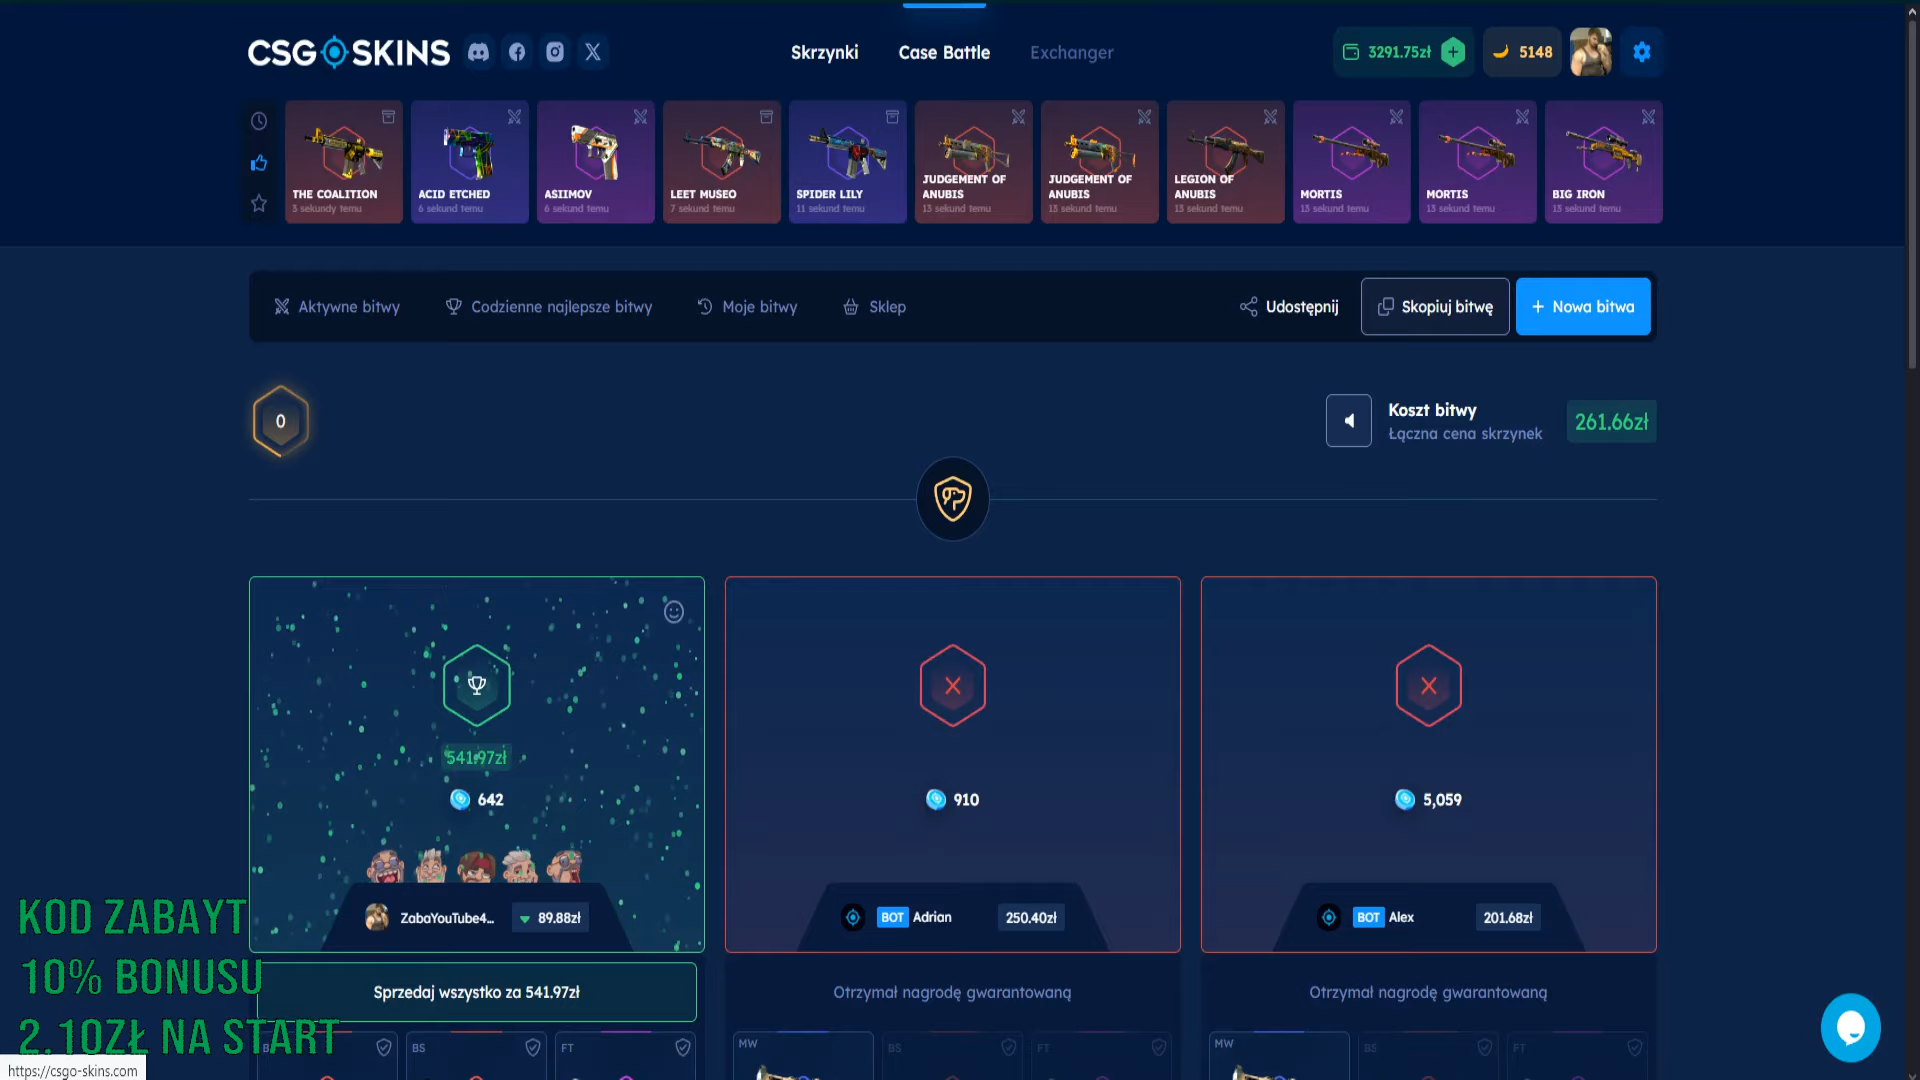 CSGOSKINS
Skrzynki
Case Battle
Exchanger
3291.75zł
5148
THE COALITION
3 sekundy temu
ACID ETCHED
6 sekund temu
ASIIMOV
6 sekund temu
LEET MUSEO
7 sekund temu
SPIDER LILY
11 sekund temu
JUDGEMENT OF
ANUBIS
13 sekund temu
JUDGEMENT OF
ANUBIS
13 sekund temu
LEGION OF
ANUBIS
13 sekund temu
MORTIS
13 sekund temu
MORTIS
13 sekund temu
BIG IRON
13 sekund temu
Aktywne bitwy
Codzienne najlepsze bitwy
Moje bitwy
Sklep
Udostępnij
Skopiuj bitwę
+ Nowa bitwa
0
Koszt bitwy
Łączna cena skrzynek
261.66zł
541.97zł
642
910
5,059
ZabaYouTube4...
89.88zł
BOT Adrian
250.40zł
BOT Alex
201.68zł
Sprzedaj wszystko za 541.97zł
Otrzymał nagrodę gwarantowaną
Otrzymał nagrodę gwarantowaną
BS
BS
FT
MW
BS
FT
MW
BS
FT
KOD ZABAYT
10% BONUSU
2.10ZŁ NA START
https://csgo-skins.com